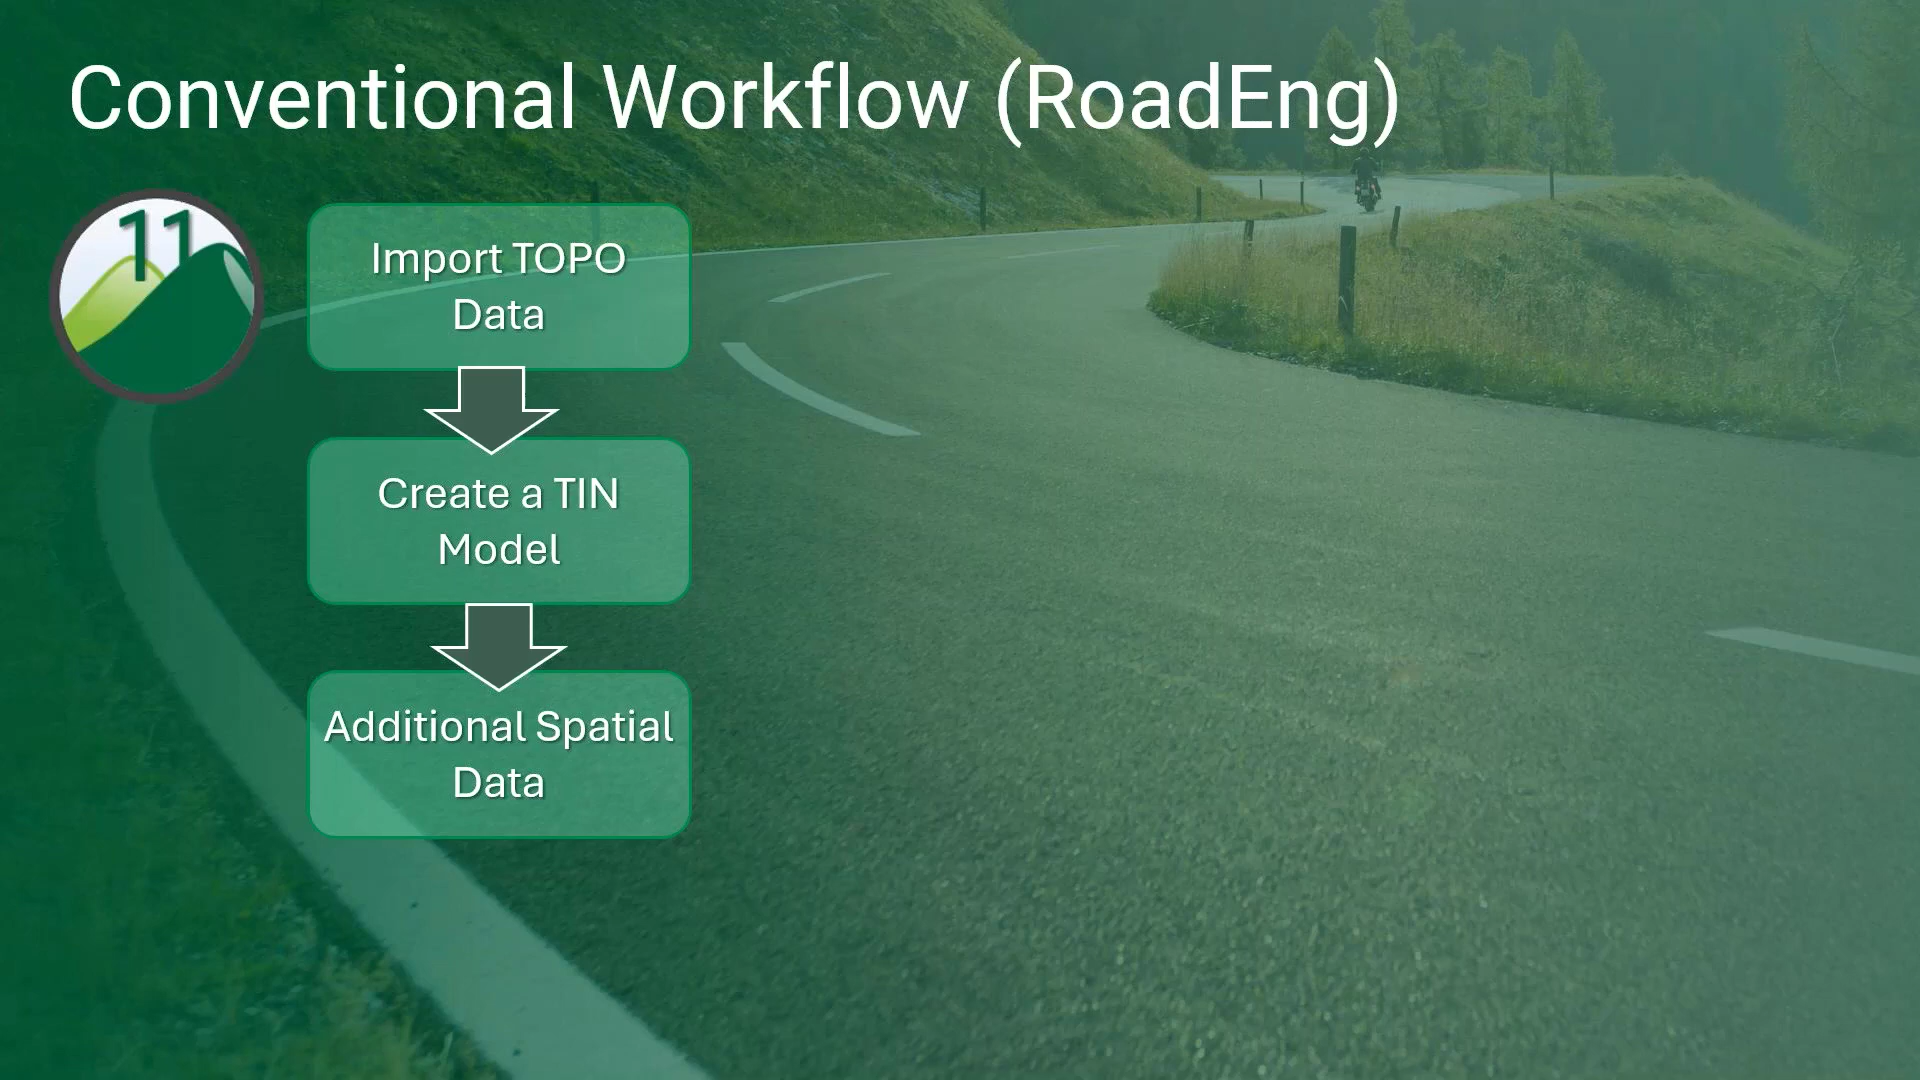 Conventional Workflow (RoadEng)
11
Import TOPO
Data
Create a TIN
Model
Additional Spatial
Data